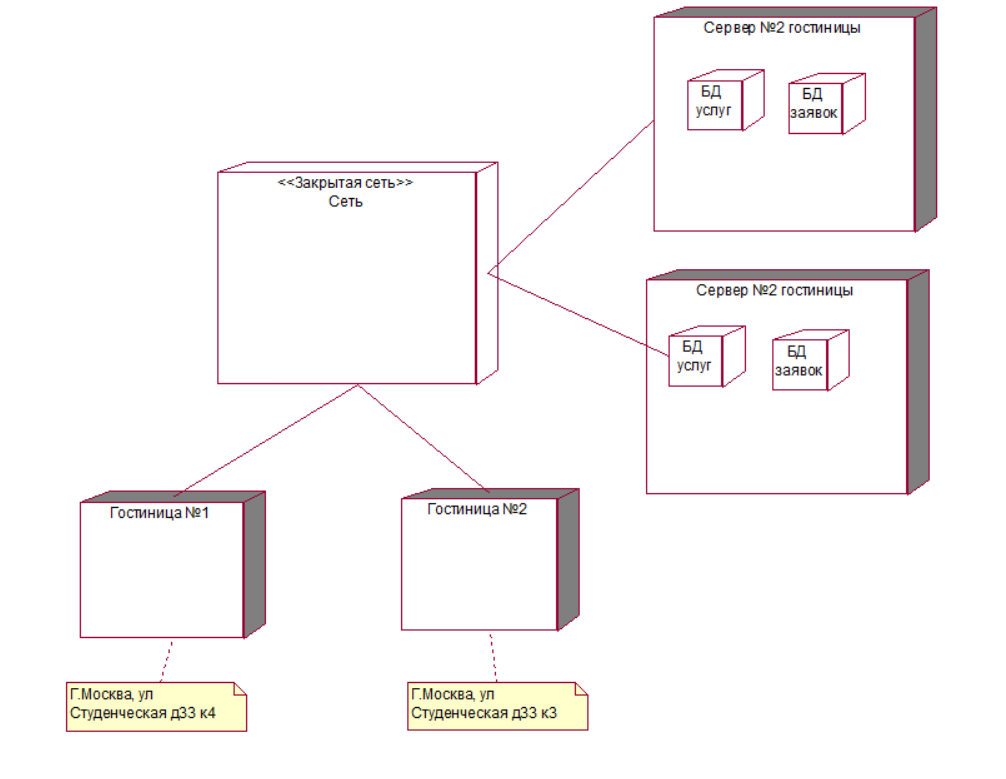 Сервер №2 гостиницы
БД
услуг
БД
заявок
<<Закрытая сеть>>
Сеть
Сервер №2 гостиницы
БД
услуг
БД
заявок
Гостиница №1
Гостиница №2
Г.Москва, ул
Студенческая д33 к4
Г.Москва, ул
Студенческая д33 к3